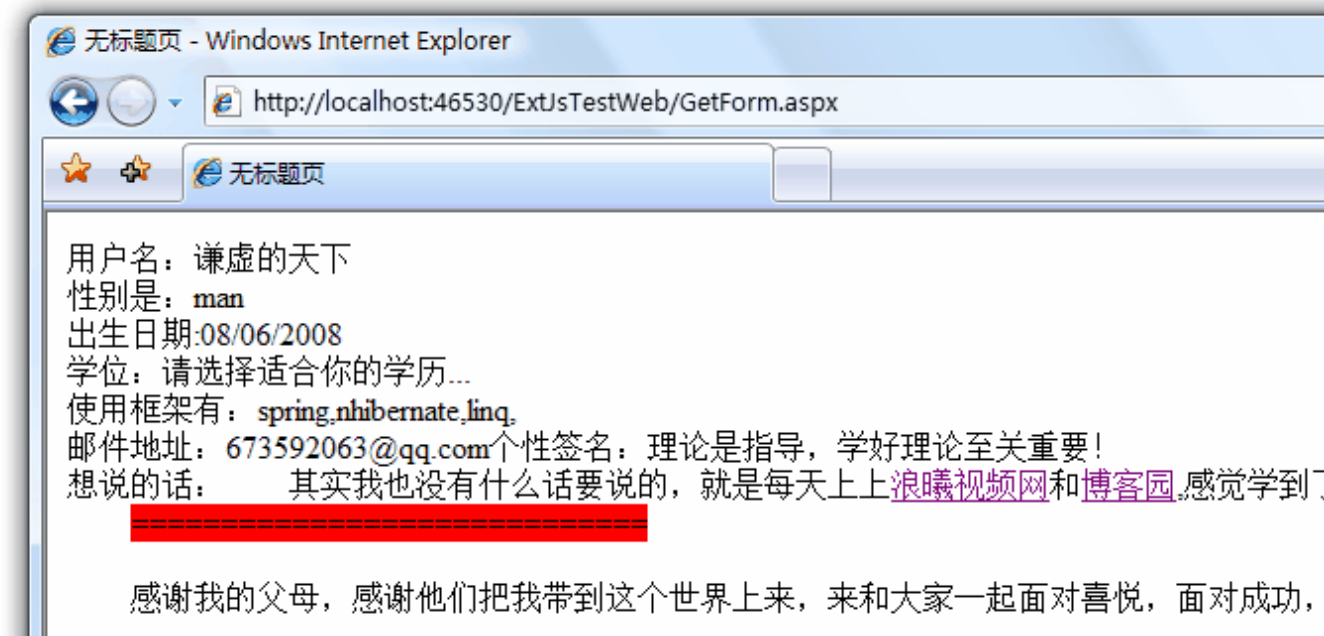 无标题页 - Windows Internet Explorer
http://localhost:46530/ExtJsTestWeb/GetForm.aspx
无标题页
用户名：谦虚的天下
性别是：man
出生日期:08/06/2008
学位：请选择适合你的学历...
使用框架有：spring,nhibernate,linq,
邮件地址：673592063@qq.com个性签名：理论是指导，学好理论至关重要！
想说的话： 其实我也没有什么话要说的，就是每天上上浪曦视频网和博客园,感觉学到了
==============================
感谢我的父母，感谢他们把我带到这个世界上来，来和大家一起面对喜悦，面对成功，